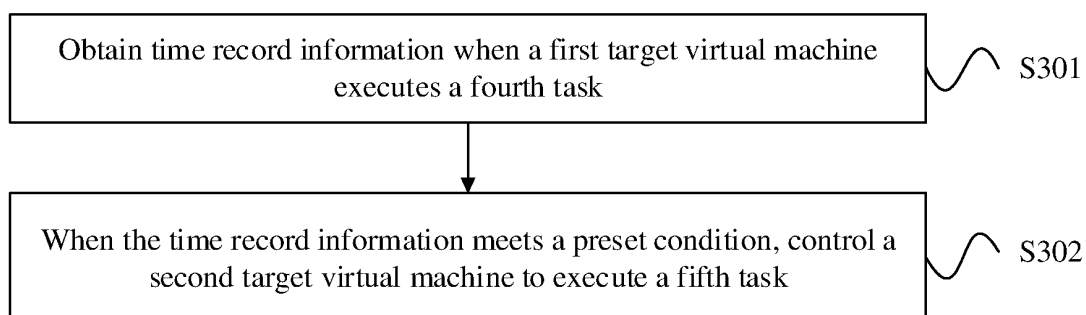 Obtain time record information when a first target virtual machine
executes a fourth task
S301
When the time record information meets a preset condition, control a
second target virtual machine to execute a fifth task
S302